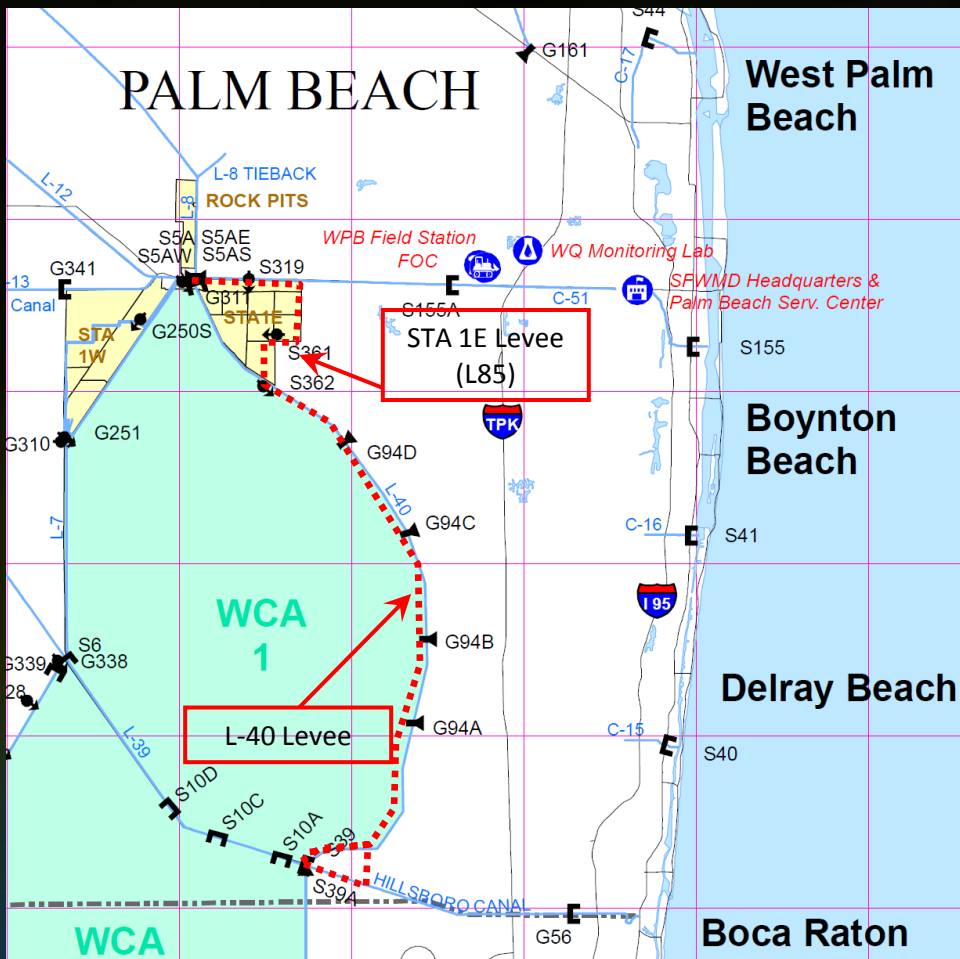 S44
G161
C-17
West Palm
Beach
PALM BEACH
L-8 TIEBACK
L-12
L-8
ROCK PITS
S5A
S5AE
S5AW
S5AS
WPB Field Station
FOC
WQ Monitoring Lab
G341
S319
-13
Canal
G311
S155A
C-51
SFWMD Headquarters &
Palm Beach Serv. Center
STA1E
STA
1W
G250S
STA 1E Levee
(L85)
S361
S155
S362
TPK
Boynton
Beach
G310
G251
G94D
L-40
G94C
L-7
C-16
S41
WCA
1
I 95
G94B
S6
G339
G338
28
Delray Beach
L-40 Levee
G94A
L-39
C-15
S40
S10D
S10C
S10A
S39
S39A
HILLSBORO CANAL
G56
WCA
Boca Raton